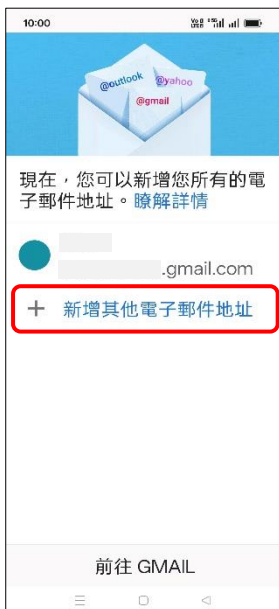 10:00
@outlook
@yahoo
@gmail
現在，您可以新增您所有的電
子郵件地址。瞭解詳情
.gmail.com
+ 新增其他電子郵件地址
前往 GMAIL